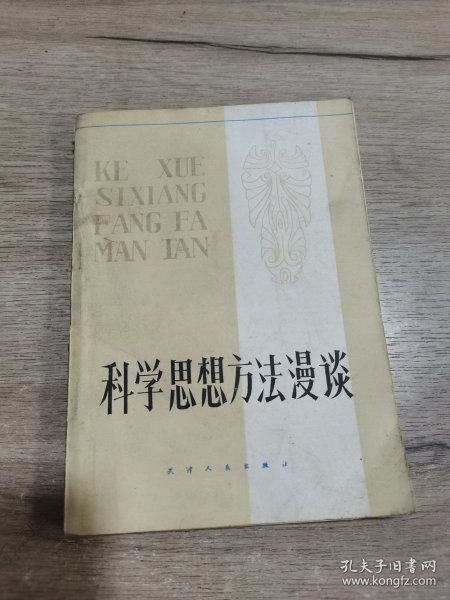 KE XUE
SIXIANG
FANG FA
MAN TAN
科学思想方法漫谈
天津人民出版社
孔夫子旧书网
www.kongfz.com